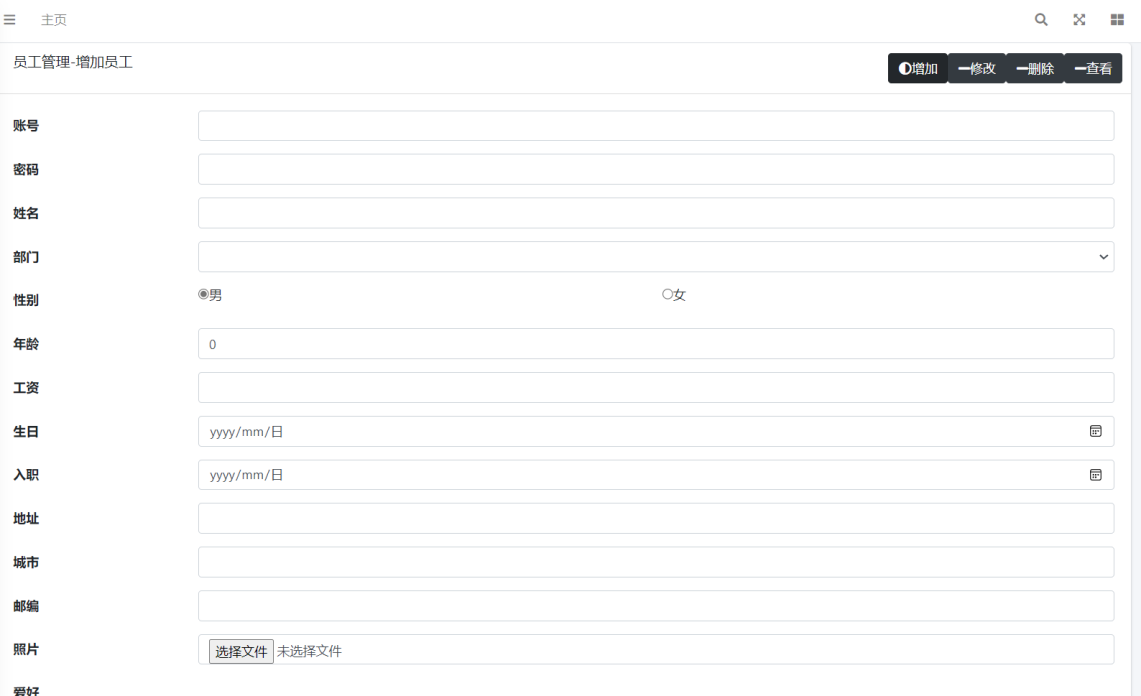 主页
员工管理-增加员工
增加 修改 删除 查看
账号
密码
姓名
部门
性别 男 女
年龄 0
工资
生日 yyyy/mm/日
入职 yyyy/mm/日
地址
城市
邮编
照片 选择文件 未选择文件
爱好